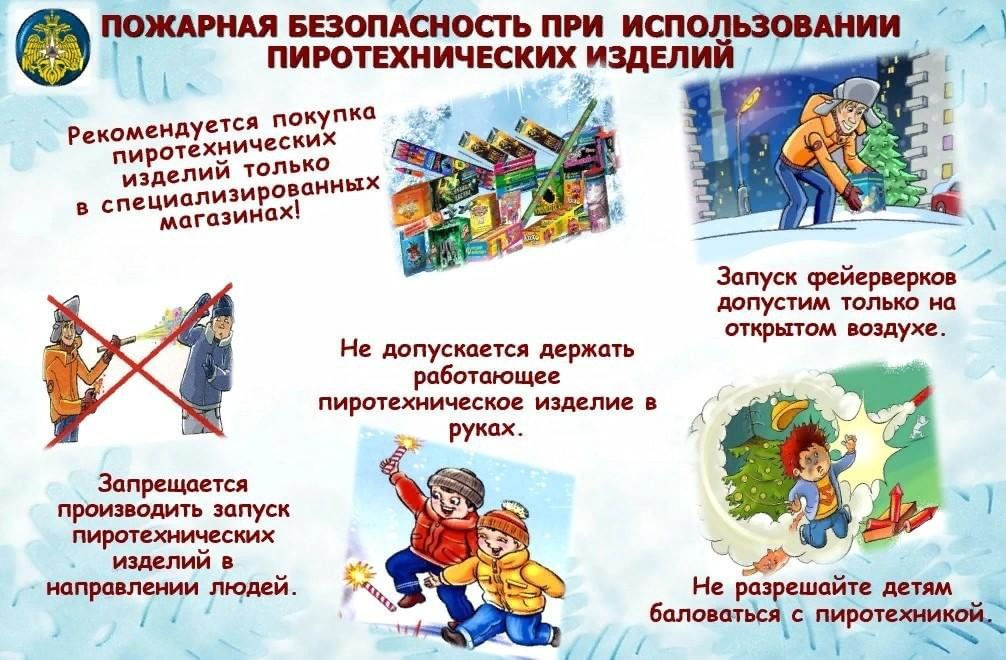 ПОЖАРНАЯ БЕЗОПАСНОСТЬ ПРИ ИСПОЛЬЗОВАНИИ
ПИРОТЕХНИЧЕСКИХ ИЗДЕЛИЙ
Рекомендуется покупка
пиротехнических
изделий только
в специализированных
магазинах!
Запуск фейерверков
допустим только на
открытом воздухе.
Не допускается держать
работающее
пиротехническое изделие в
руках.
Запрещается
производить запуск
пиротехнических
изделий в
направлении людей.
Не разрешайте детям
баловаться с пиротехникой.